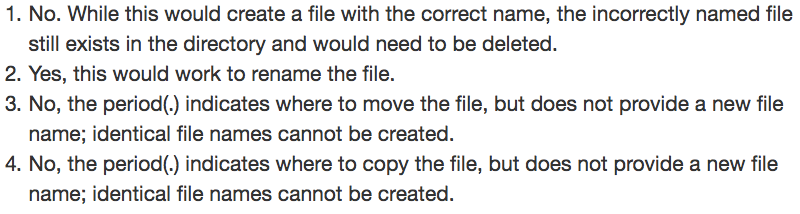 1. No. While this would create a file with the correct name, the incorrectly named file
still exists in the directory and would need to be deleted.
2. Yes, this would work to rename the file.
3. No, the period(.) indicates where to move the file, but does not provide a new file
name; identical file names cannot be created.
4. No, the period(.) indicates where to copy the file, but does not provide a new file
name; identical file names cannot be created.